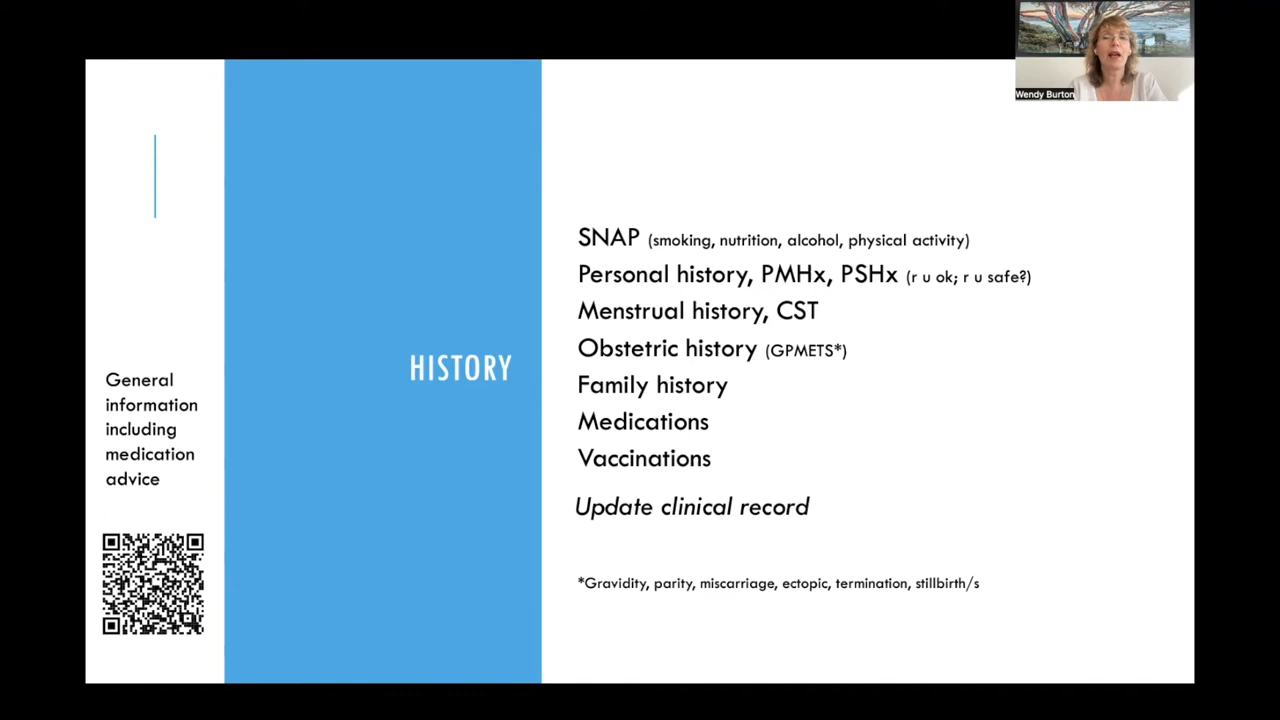 Wendy Burton
HISTORY
SNAP (smoking, nutrition, alcohol, physical activity)
Personal history, PMHx, PSHx (r u ok; r u safe?)
Menstrual history, CST
Obstetric history (GPMETS*)
Family history
Medications
Vaccinations
Update clinical record
*Gravidity, parity, miscarriage, ectopic, termination, stillbirth/s
General
information
including
medication
advice